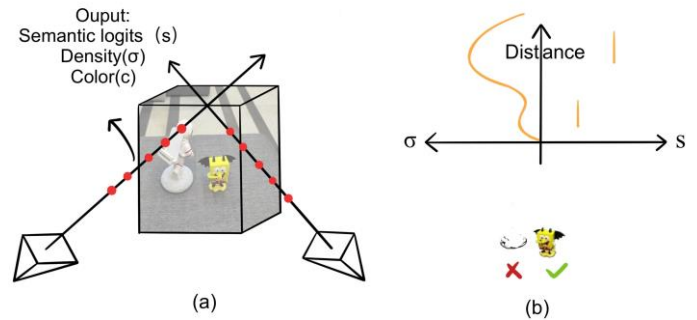 Ouput:
Semantic logits (s)
Density(σ)
Color(c)
(a)
Distance
σ
S
(b)